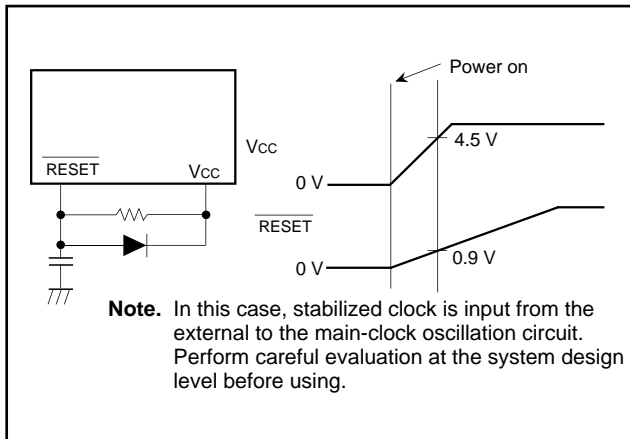 Power on
VCC
4.5 V
RESET
VCC
0 V
RESET
0.9 V
0 V
Note. In this case, stabilized clock is input from the
external to the main-clock oscillation circuit.
Perform careful evaluation at the system design
level before using.